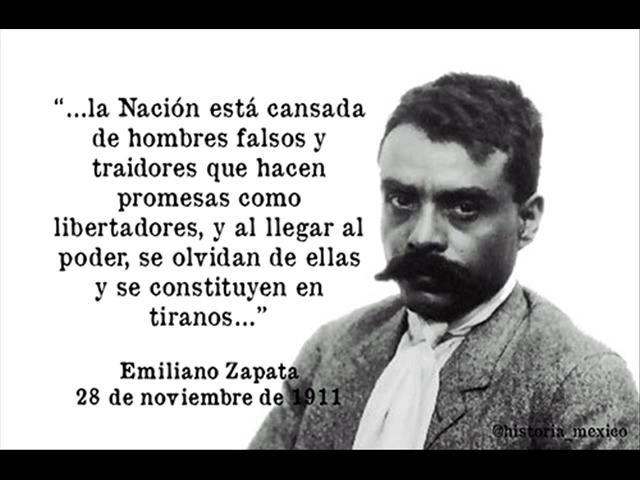 “...la Nación está cansada
de hombres falsos y
traidores que hacen
promesas como
libertadores, y al llegar al
poder, se olvidan de ellas
y se constituyen en
tiranos...”
Emiliano Zapata
28 de noviembre de 1911
@historia_mexico